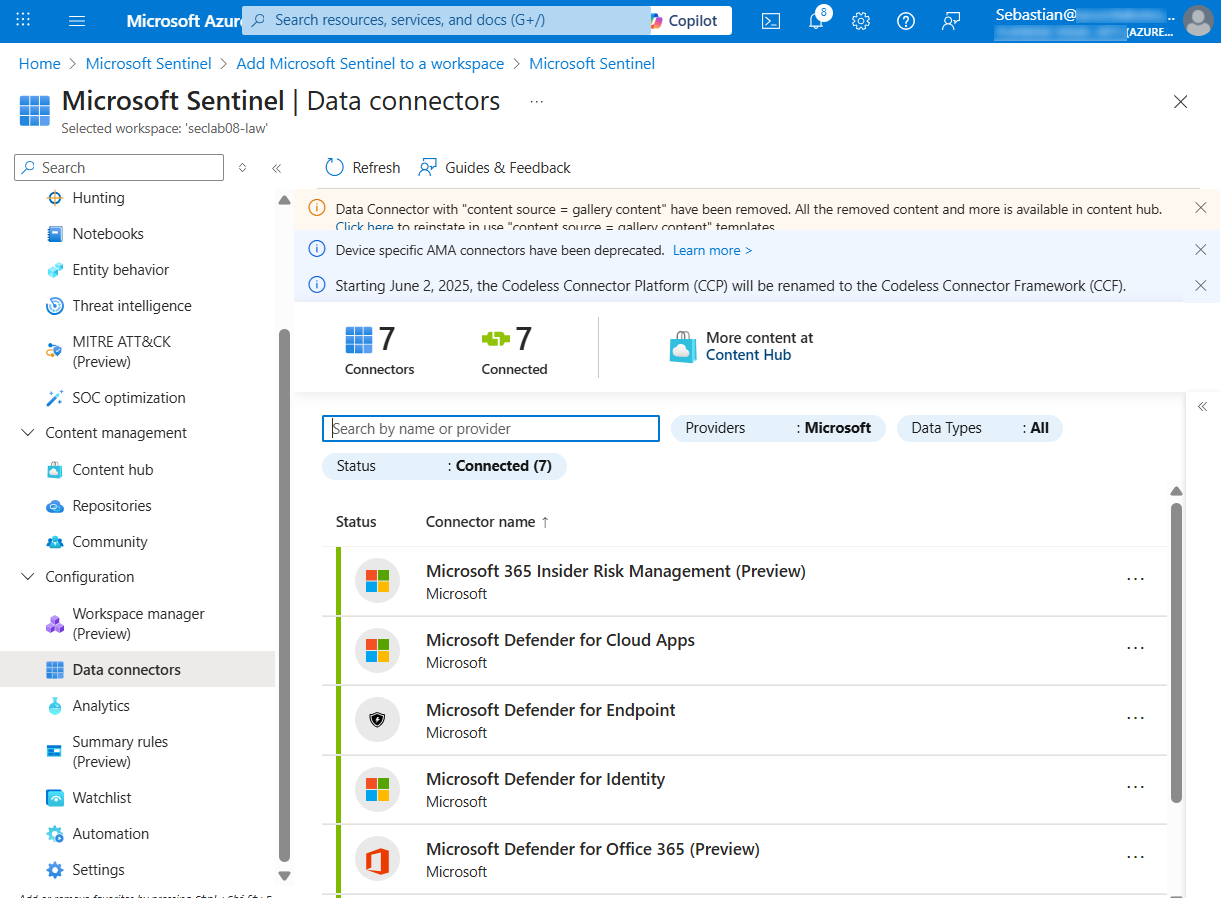 Microsoft Azure
Search resources, services, and docs (G+/)
Copilot
8
Sebastian@
..
(AZURE...
Home > Microsoft Sentinel > Add Microsoft Sentinel to a workspace > Microsoft Sentinel
Microsoft Sentinel | Data connectors ...
Selected workspace: 'seclab08-law'
Search
Hunting
Notebooks
Entity behavior
Threat intelligence
MITRE ATT&CK
(Preview)
SOC optimization
Content management
Content hub
Repositories
Community
Configuration
Workspace manager
(Preview)
Data connectors
Analytics
Summary rules
(Preview)
Watchlist
Automation
Settings
Add or remove favorites by pressing Ctrl+Shift+F
Refresh
Guides & Feedback
Data Connector with "content source = gallery content" have been removed. All the removed content and more is available in content hub.
Click here to reinstate in use "content source = gallery content" templates.
Device specific AMA connectors have been deprecated. Learn more >
Starting June 2, 2025, the Codeless Connector Platform (CCP) will be renamed to the Codeless Connector Framework (CCF).
7
Connectors
7
Connected
More content at
Content Hub
Search by name or provider
Providers : Microsoft
Data Types : All
Status : Connected (7)
Status
Connector name ↑
Microsoft 365 Insider Risk Management (Preview)
Microsoft
...
Microsoft Defender for Cloud Apps
Microsoft
...
Microsoft Defender for Endpoint
Microsoft
...
Microsoft Defender for Identity
Microsoft
...
Microsoft Defender for Office 365 (Preview)
Microsoft
...